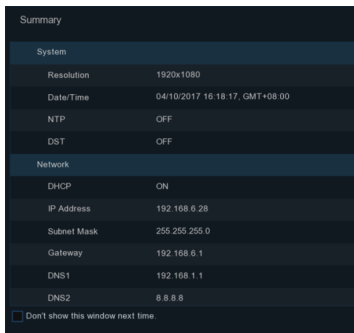 Summary
System
Resolution 1920x1080
Date/Time 04/10/2017 16:18:17, GMT+08:00
NTP OFF
DST OFF
Network
DHCP ON
IP Address 192.168.6.28
Subnet Mask 255.255.255.0
Gateway 192.168.6.1
DNS1 192.168.1.1
DNS2 8.8.8.8
Don't show this window next time.